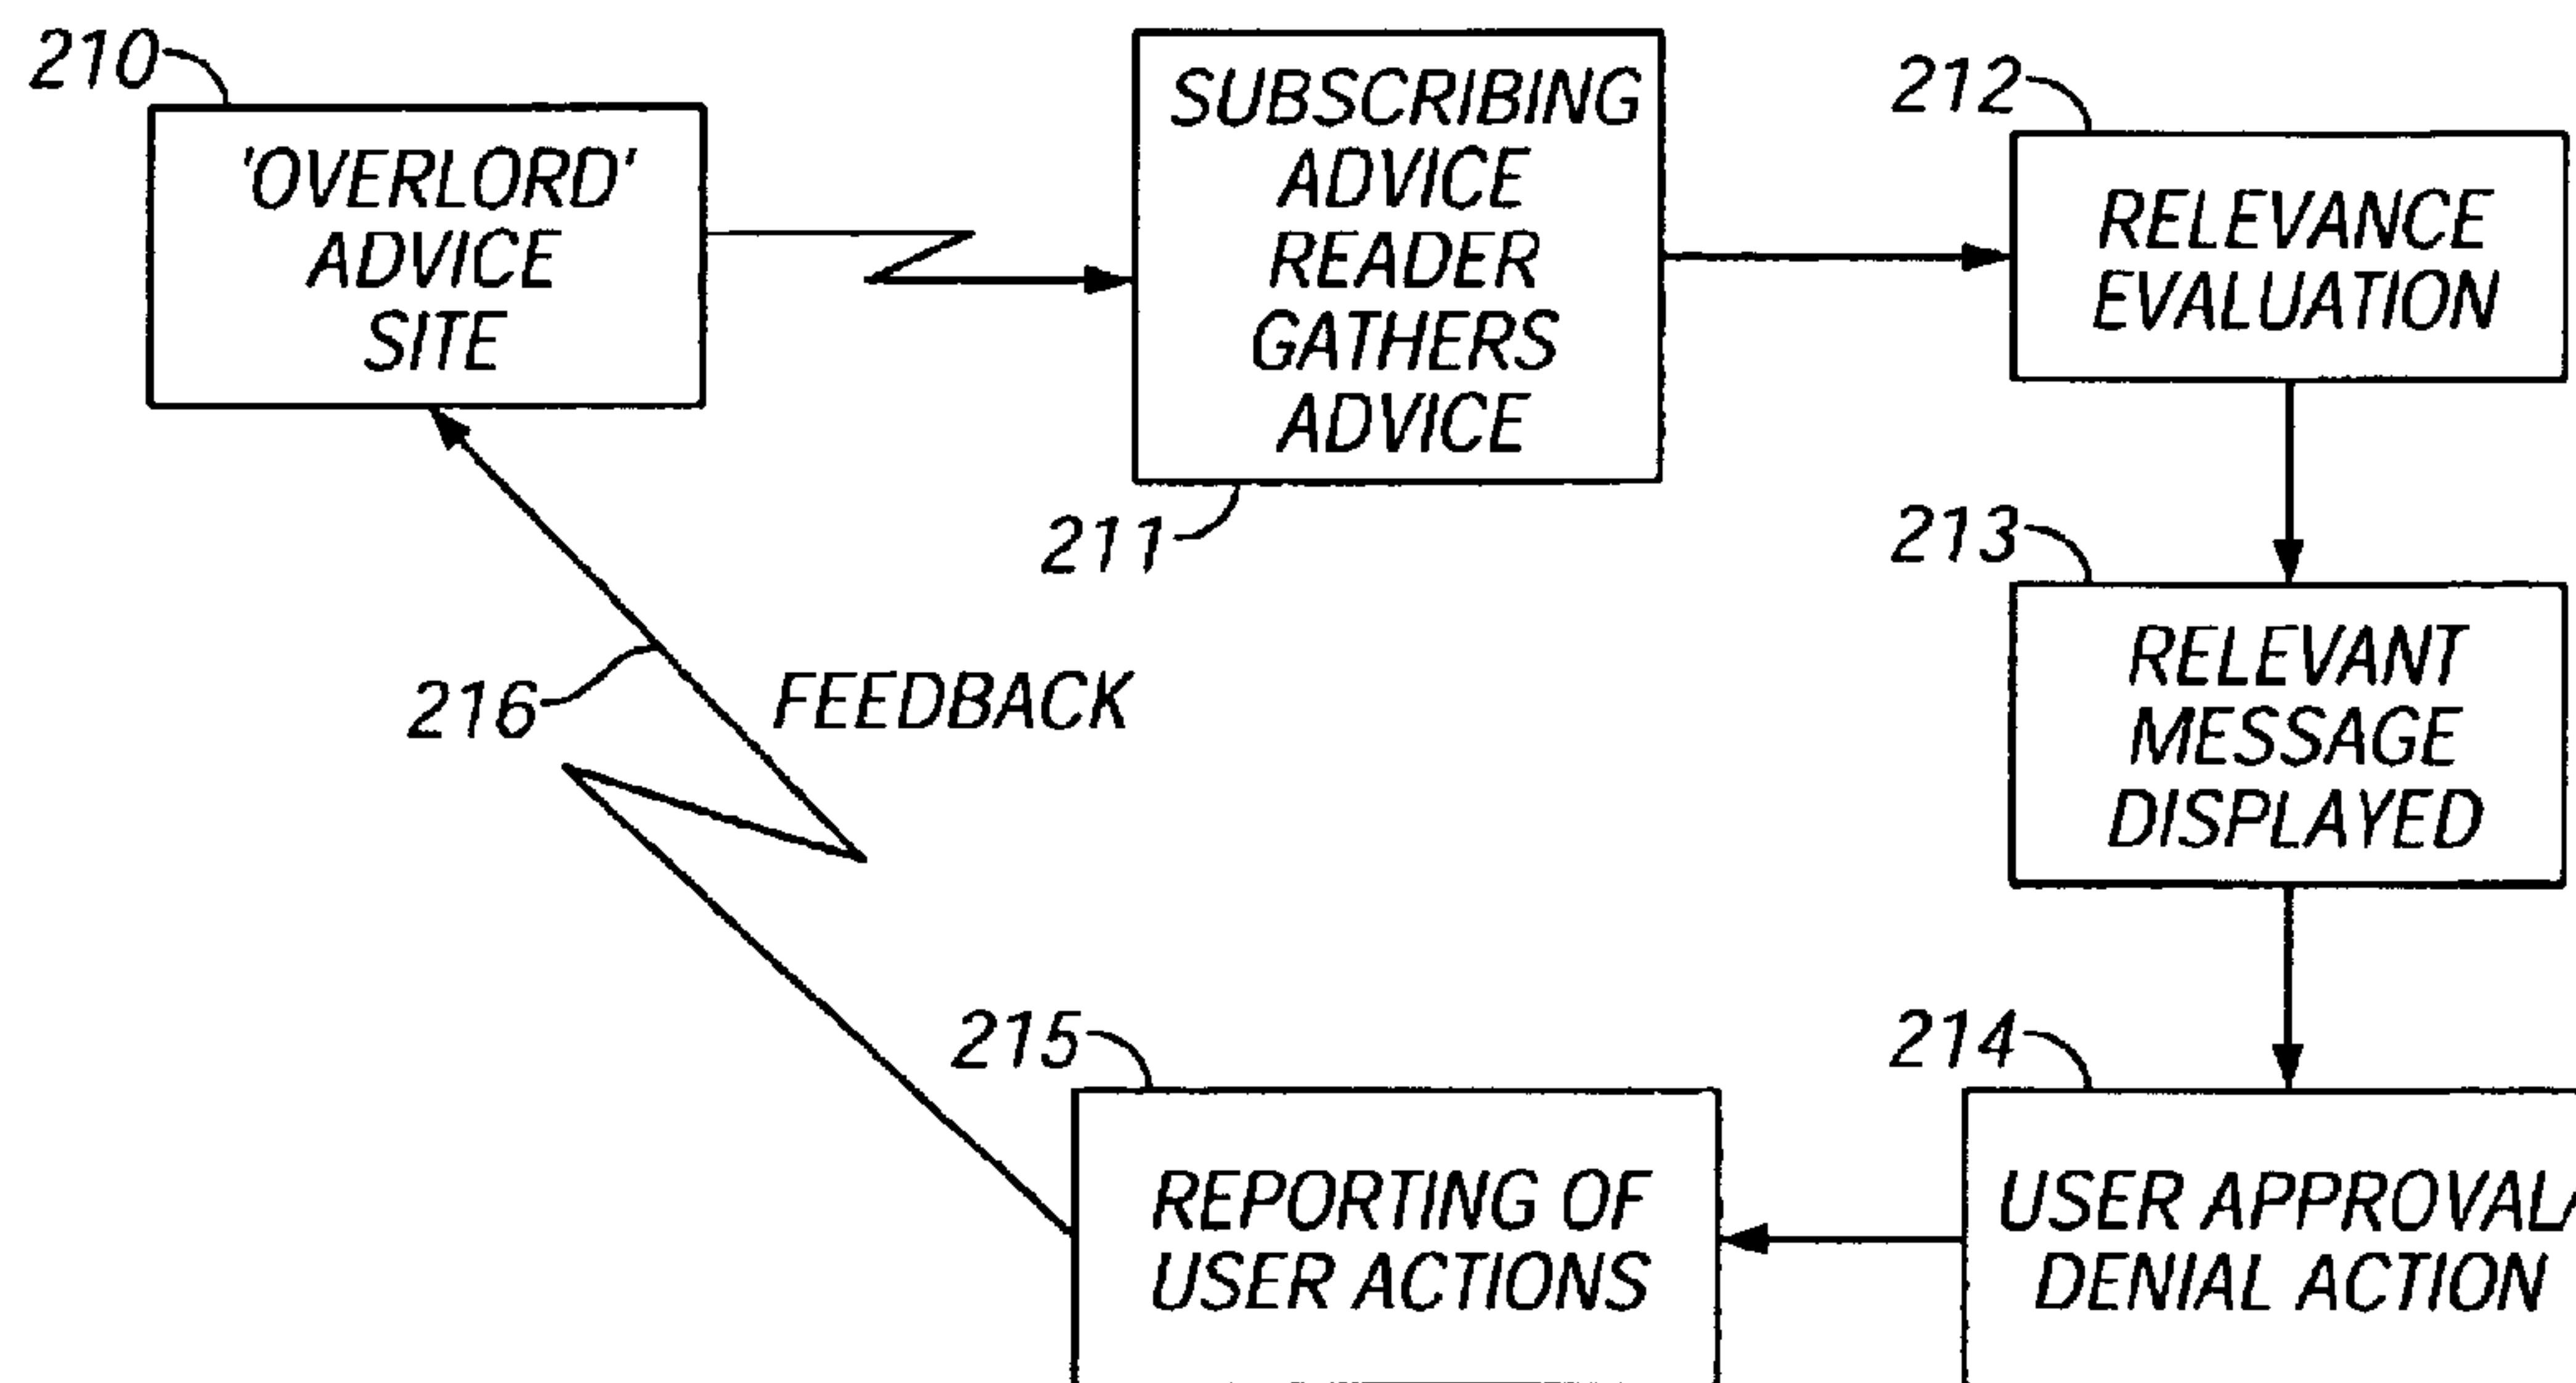 210
'OVERLORD'
ADVICE
SITE
SUBSCRIBING
ADVICE
READER
GATHERS
ADVICE
211
212
RELEVANCE
EVALUATION
213
RELEVANT
MESSAGE
DISPLAYED
214
USER APPROVAL/
DENIAL ACTION
215
REPORTING OF
USER ACTIONS
216
FEEDBACK